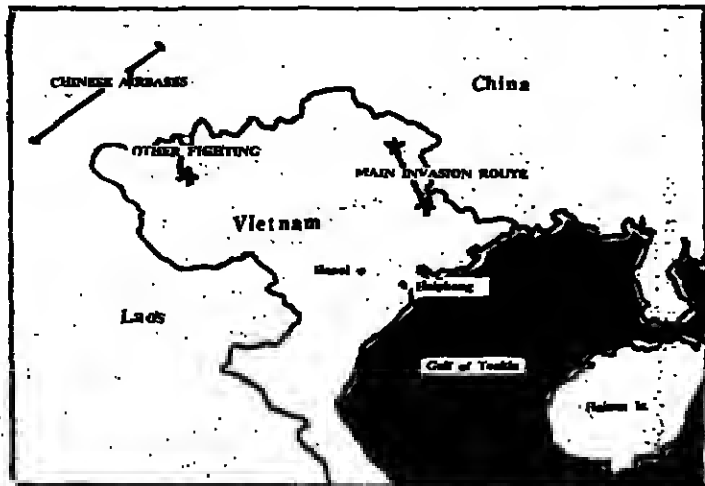 CHINESE AIRBASES
China
OTHER FIGHTING
MAIN INVASION ROUTE
Vietnam
Hanoi
Haiphong
Laos
Gulf of Tonkin
Hainan Is.